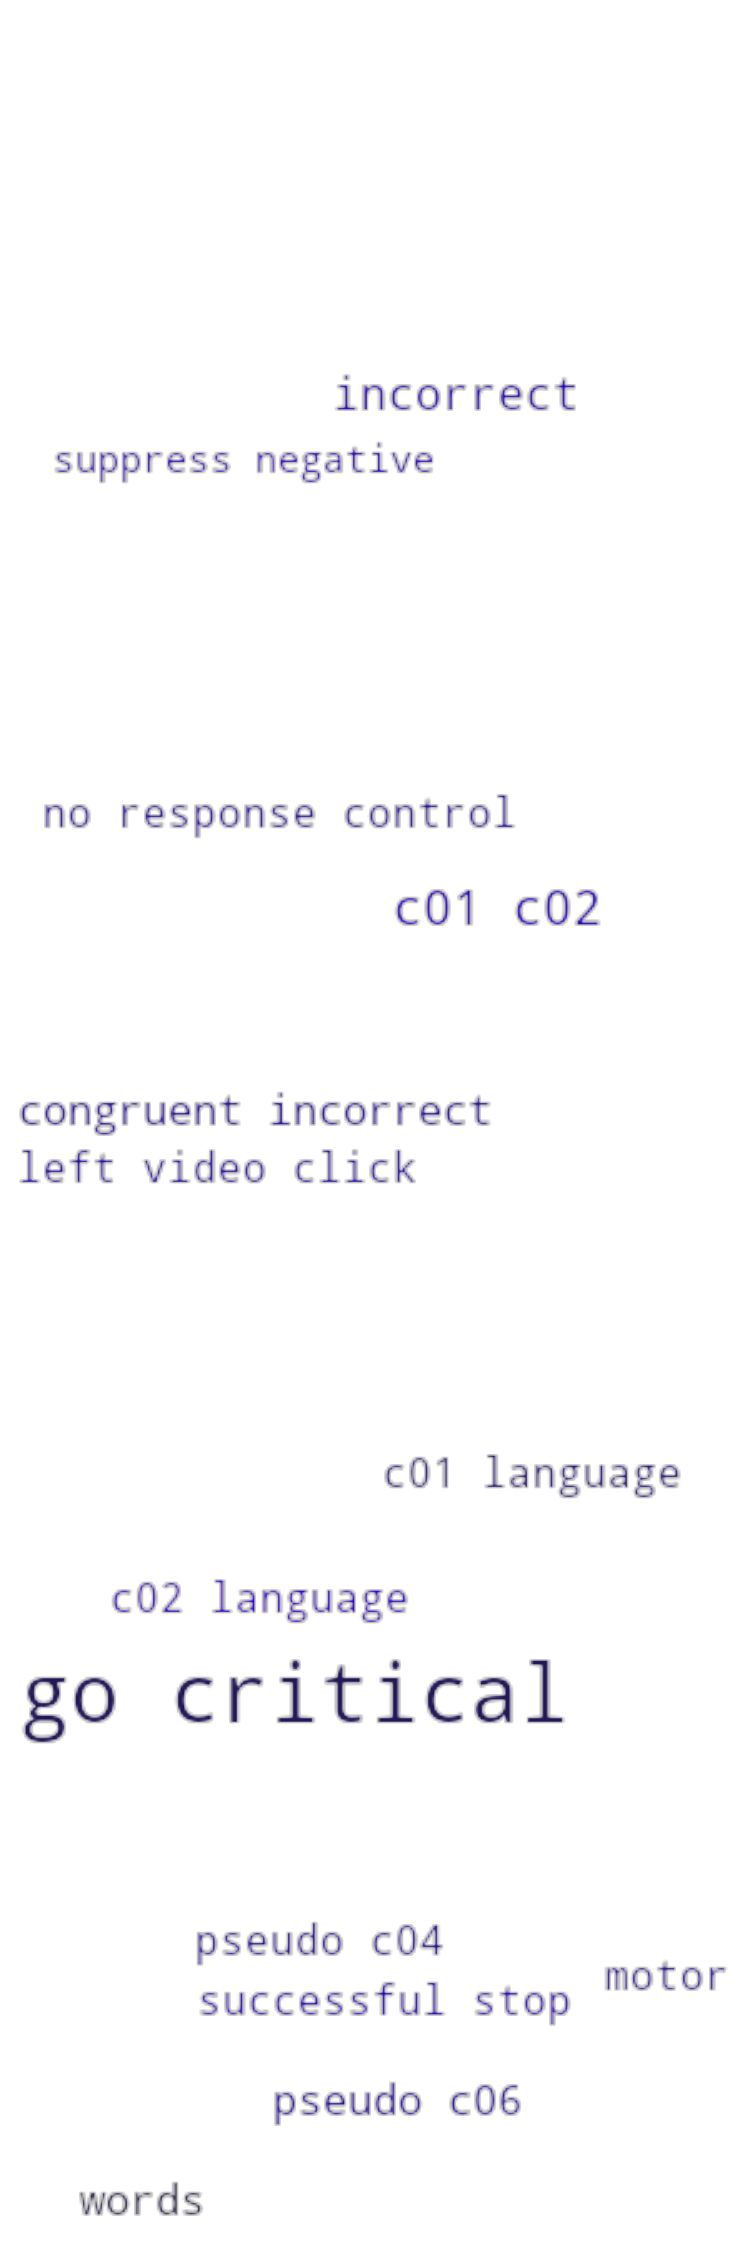 incorrect
suppress negative
no response control
c01 c02
congruent incorrect
left video click
c01 language
c02 language
go critical
pseudo c04
motor
successful stop
pseudo c06
words